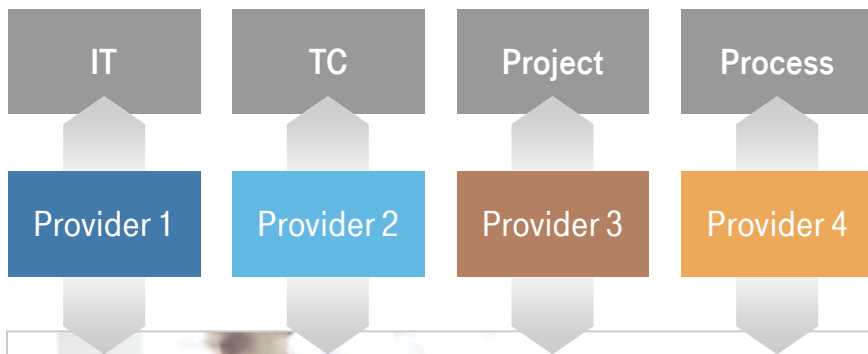 IT
TC
Project
Process
Provider 1
Provider 2
Provider 3
Provider 4